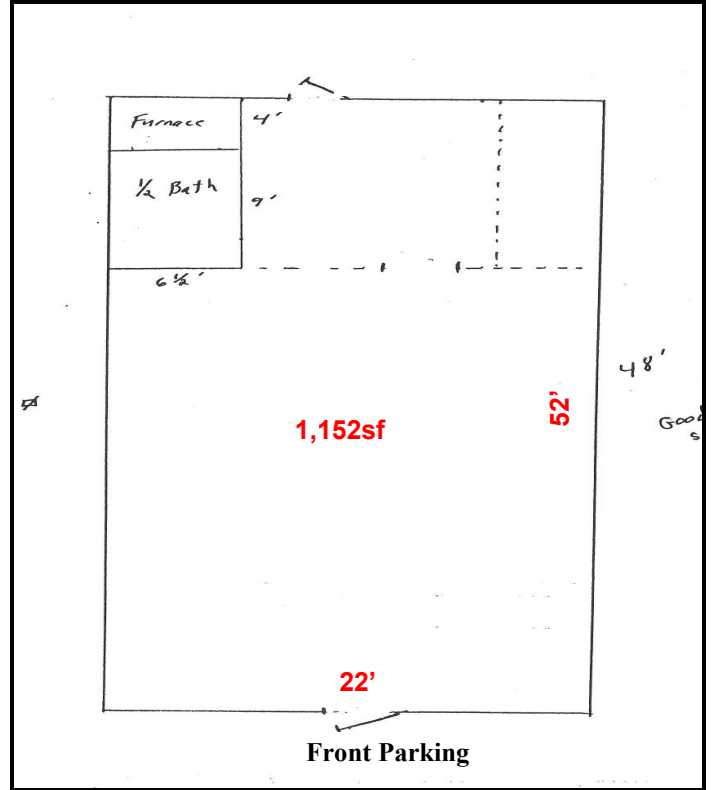 Furnace
4'
½ Bath
9'
6 ½'
48'
52'
1,152sf
22'
Front Parking